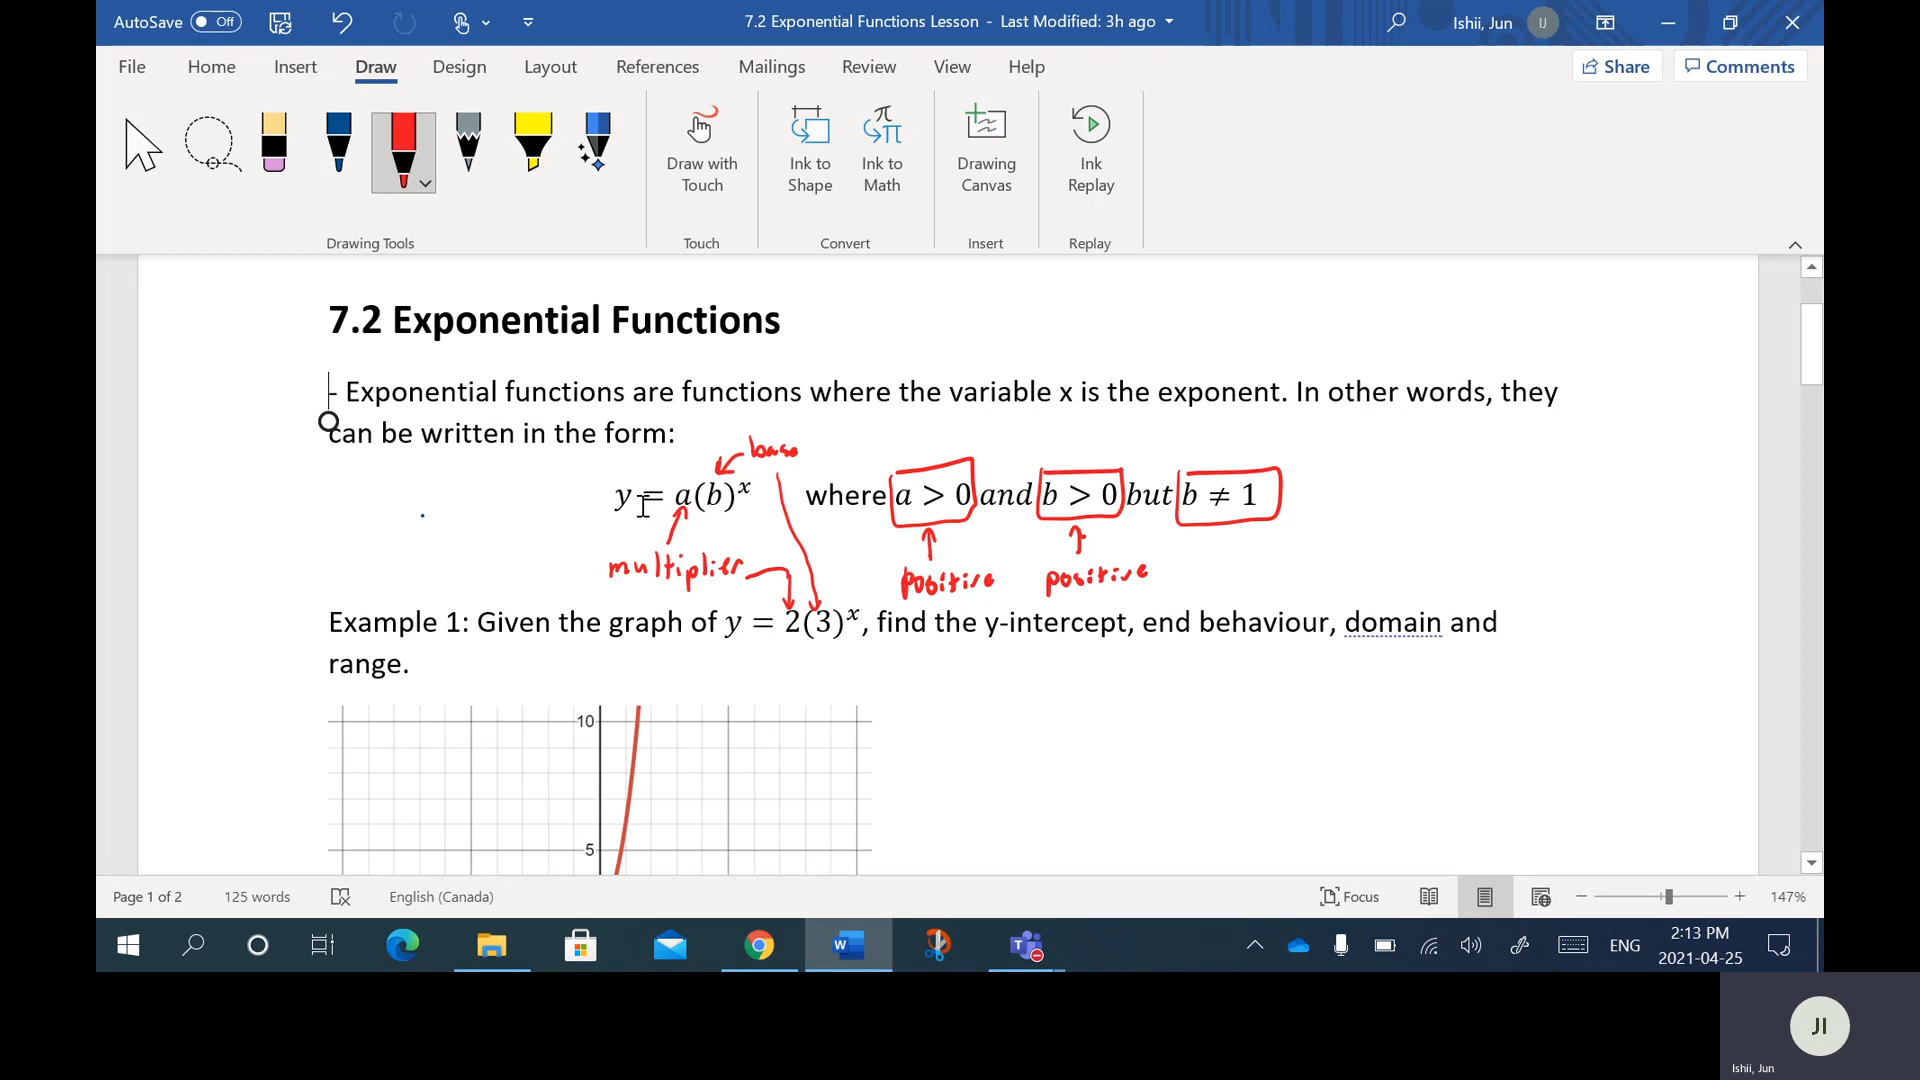 AutoSave Off 7.2 Exponential Functions Lesson - Last Modified: 3h ago Ishii, Jun IJ
File Home Insert Draw Design Layout References Mailings Review View Help Share Comments
Draw with Touch
Ink to Shape
Ink to Math
Drawing Canvas
Ink Replay
Drawing Tools Touch Convert Insert Replay
7.2 Exponential Functions
- Exponential functions are functions where the variable x is the exponent. In other words, they
can be written in the form:
base
y = a(b)^x where a > 0 and b > 0 but b ≠ 1
multiplier positive positive
Example 1: Given the graph of y = 2(3)^x, find the y-intercept, end behaviour, domain and
range.
10
5
Page 1 of 2 125 words English (Canada) Focus 147%
ENG 2:13 PM
2021-04-25
JI
Ishii, Jun